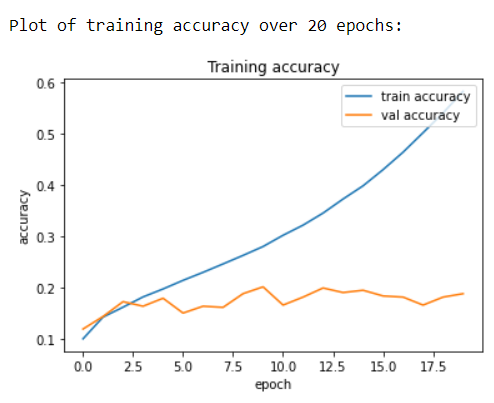 Plot of training accuracy over 20 epochs:
Training accuracy
train accuracy
val accuracy
0.6
0.5
0.4
0.3
0.2
0.1
accuracy
0.0 2.5 5.0 7.5 10.0 12.5 15.0 17.5
epoch